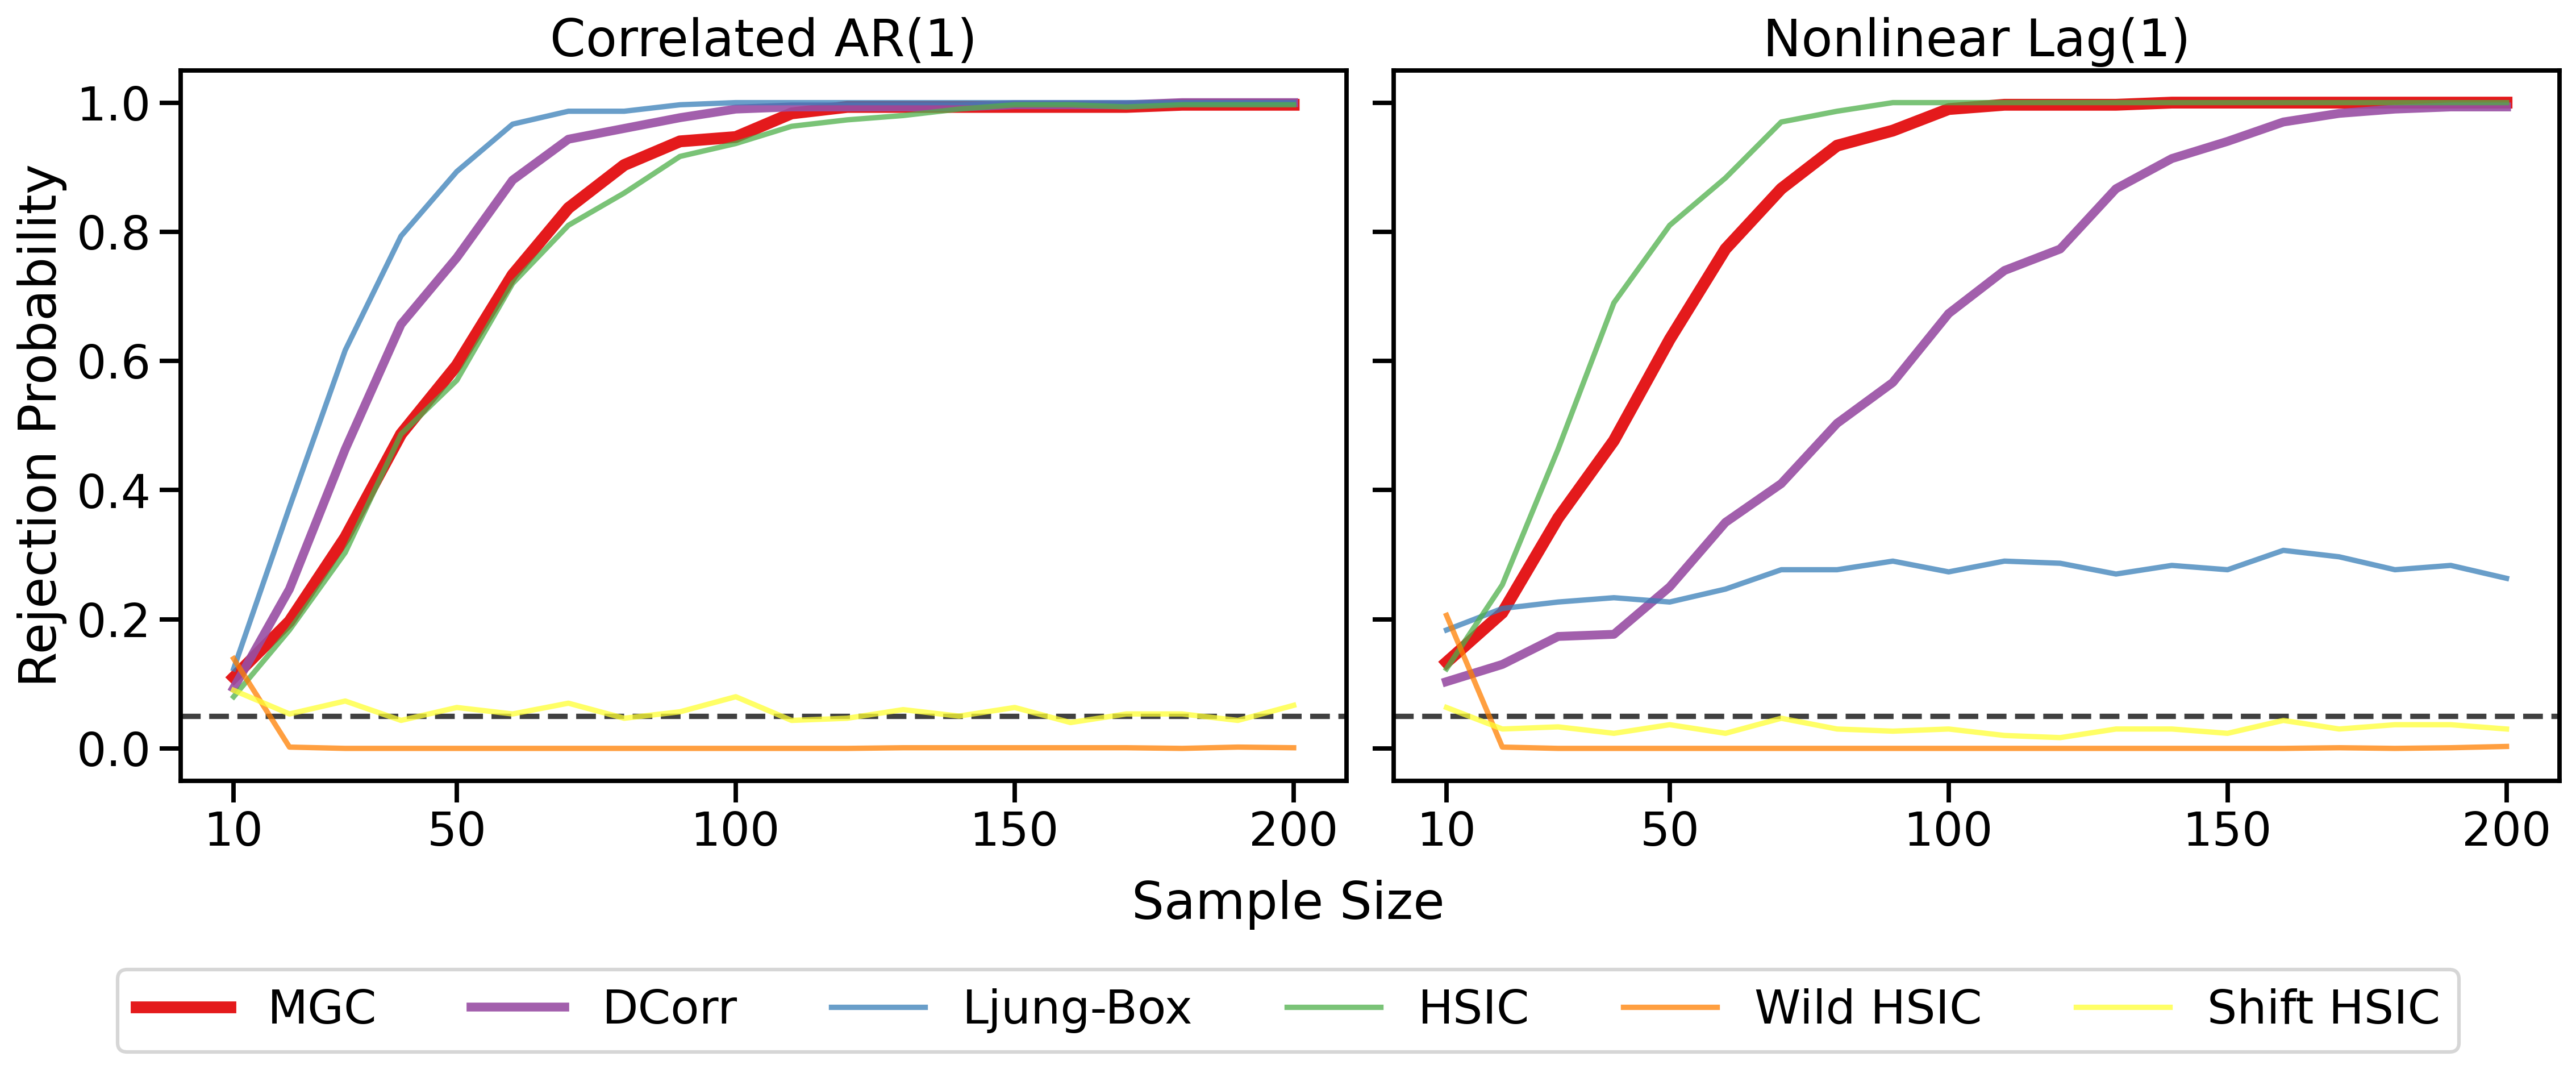 Correlated AR(1)
Nonlinear Lag(1)
Rejection Probability
1.0
0.8
0.6
0.4
0.2
0.0
10 50 100 150 200
10 50 100 150 200
Sample Size
MGC DCorr Ljung-Box HSIC Wild HSIC Shift HSIC